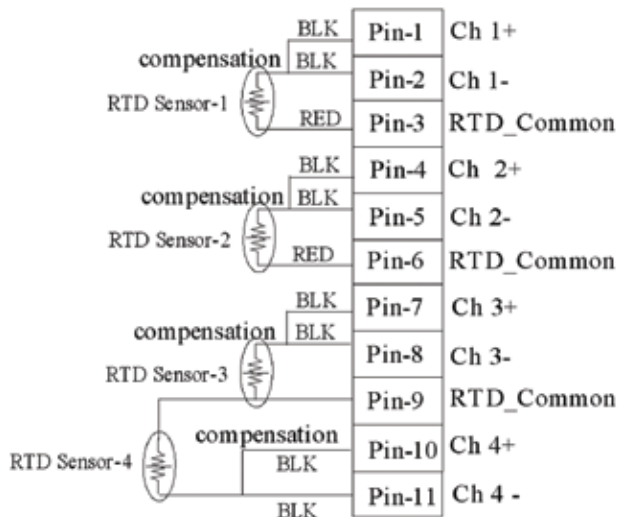 BLK Pin-1 Ch 1+
compensation BLK Pin-2 Ch 1-
RTD Sensor-1
RED Pin-3 RTD_Common
BLK Pin-4 Ch 2+
compensation BLK Pin-5 Ch 2-
RTD Sensor-2
RED Pin-6 RTD_Common
BLK Pin-7 Ch 3+
compensation BLK Pin-8 Ch 3-
RTD Sensor-3
Pin-9 RTD_Common
compensation Pin-10 Ch 4+
RTD Sensor-4 BLK
BLK Pin-11 Ch 4 -